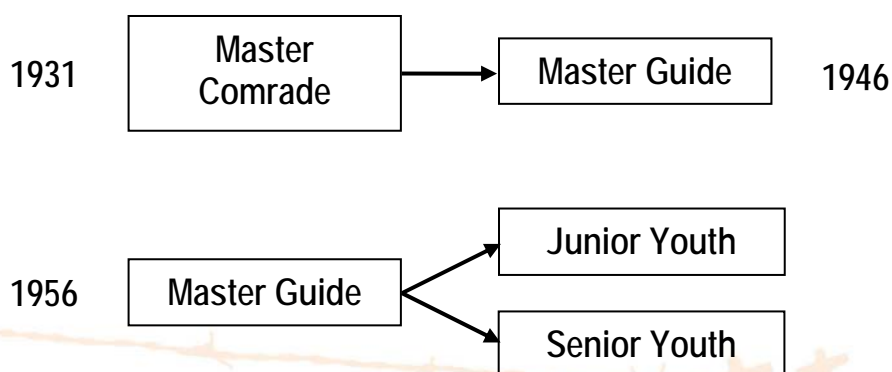 1931
Master
Comrade
Master Guide
1946
Junior Youth
1956
Master Guide
Senior Youth